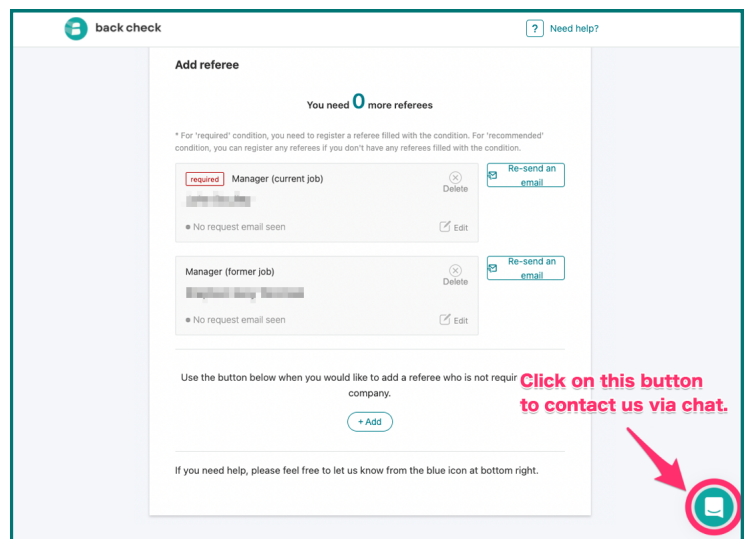 back check
? Need help?
Add referee
You need 0 more referees
* For 'required' condition, you need to register a referee filled with the condition. For 'recommended'
condition, you can register any referees if you don't have any referees filled with the condition.
required Manager (current job)
Delete
Re-send an
email
No request email seen
Edit
Manager (former job)
Delete
Re-send an
email
No request email seen
Edit
Use the button below when you would like to add a referee who is not
company.
+ Add
Click on this button
to contact us via chat.
If you need help, please feel free to let us know from the blue icon at bottom right.